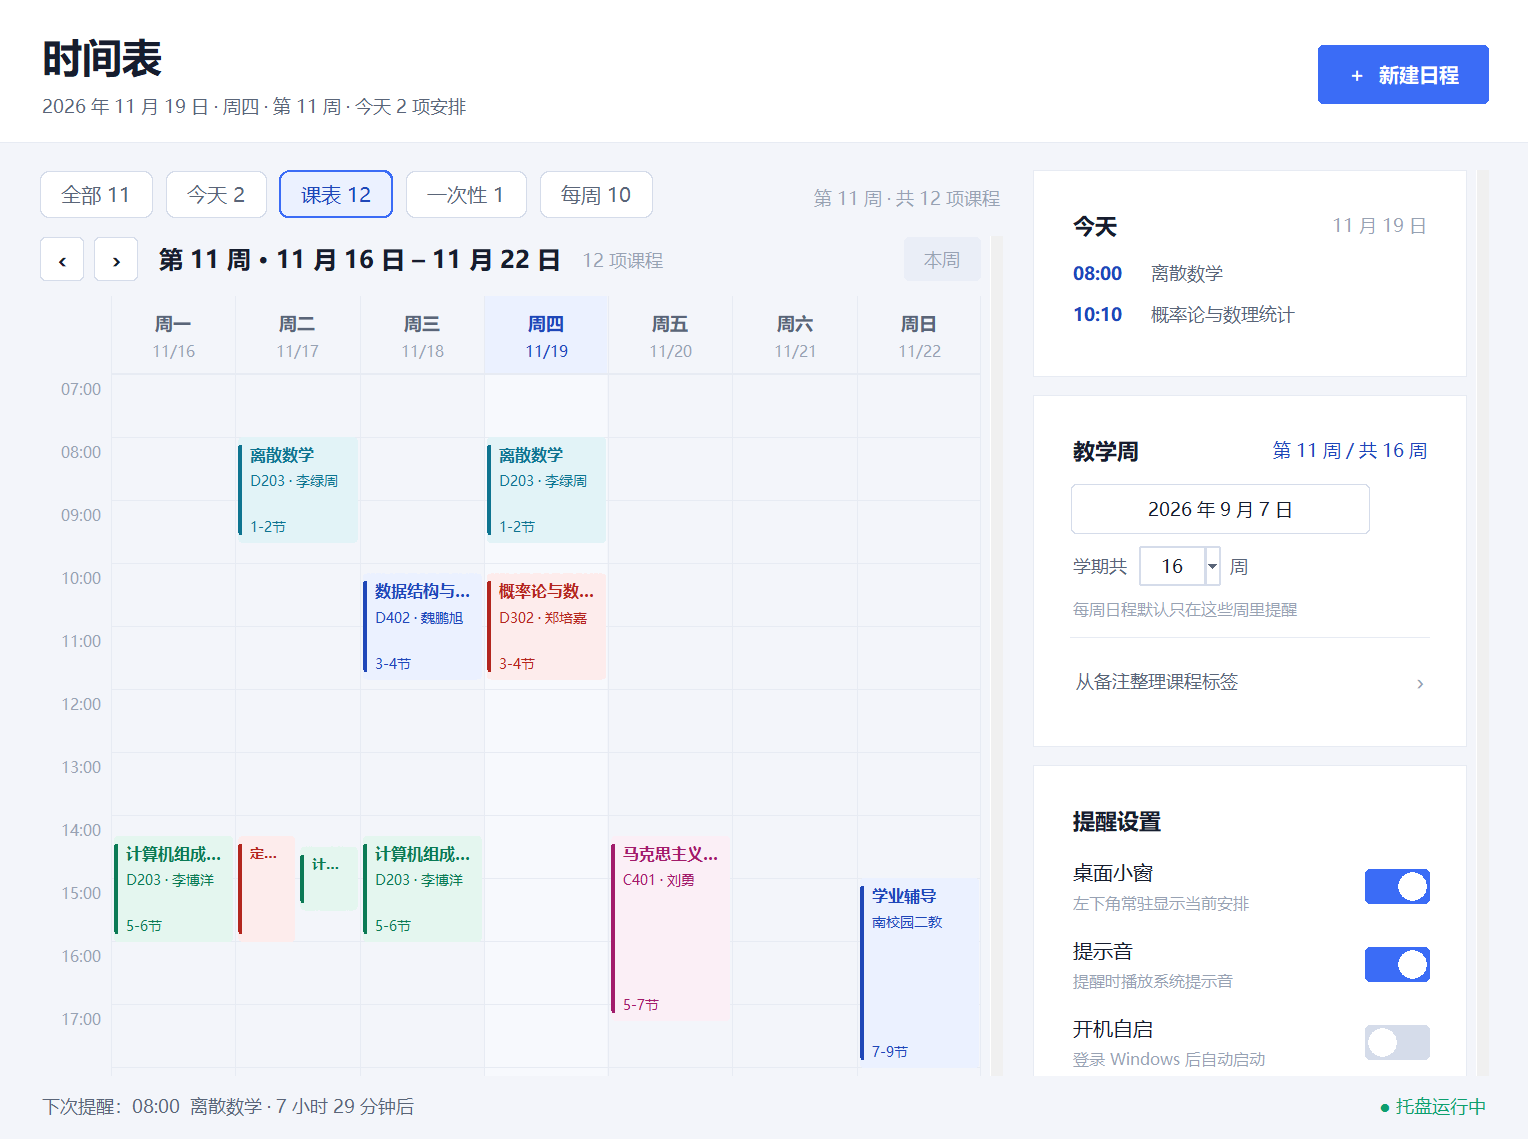 时间表
2026 年 11 月 19 日 · 周四 · 第 11 周 · 今天 2 项安排
+ 新建日程
全部 11
今天 2
课表 12
一次性 1
每周 10
第 11 周 · 共 12 项课程
‹
›
第 11 周 • 11 月 16 日 – 11 月 22 日
12 项课程
本周
周一 周二 周三 周四 周五 周六 周日
11/16 11/17 11/18 11/19 11/20 11/21 11/22
07:00
08:00
09:00
10:00
11:00
12:00
13:00
14:00
15:00
16:00
17:00
计算机组成...
D203 · 李博洋
5-6节
离散数学
D203 · 李绿周
1-2节
定...
计...
数据结构与...
D402 · 魏鹏旭
3-4节
计算机组成...
D203 · 李博洋
5-6节
离散数学
D203 · 李绿周
1-2节
概率论与数...
D302 · 郑培嘉
3-4节
马克思主义...
C401 · 刘勇
5-7节
学业辅导
南校园二教
7-9节
今天
11 月 19 日
08:00 离散数学
10:10 概率论与数理统计
教学周
第 11 周 / 共 16 周
2026 年 9 月 7 日
学期共 16 周
每周日程默认只在这些周里提醒
从备注整理课程标签 ›
提醒设置
桌面小窗
左下角常驻显示当前安排
提示音
提醒时播放系统提示音
开机自启
登录 Windows 后自动启动
下次提醒：08:00 离散数学 · 7 小时 29 分钟后
● 托盘运行中